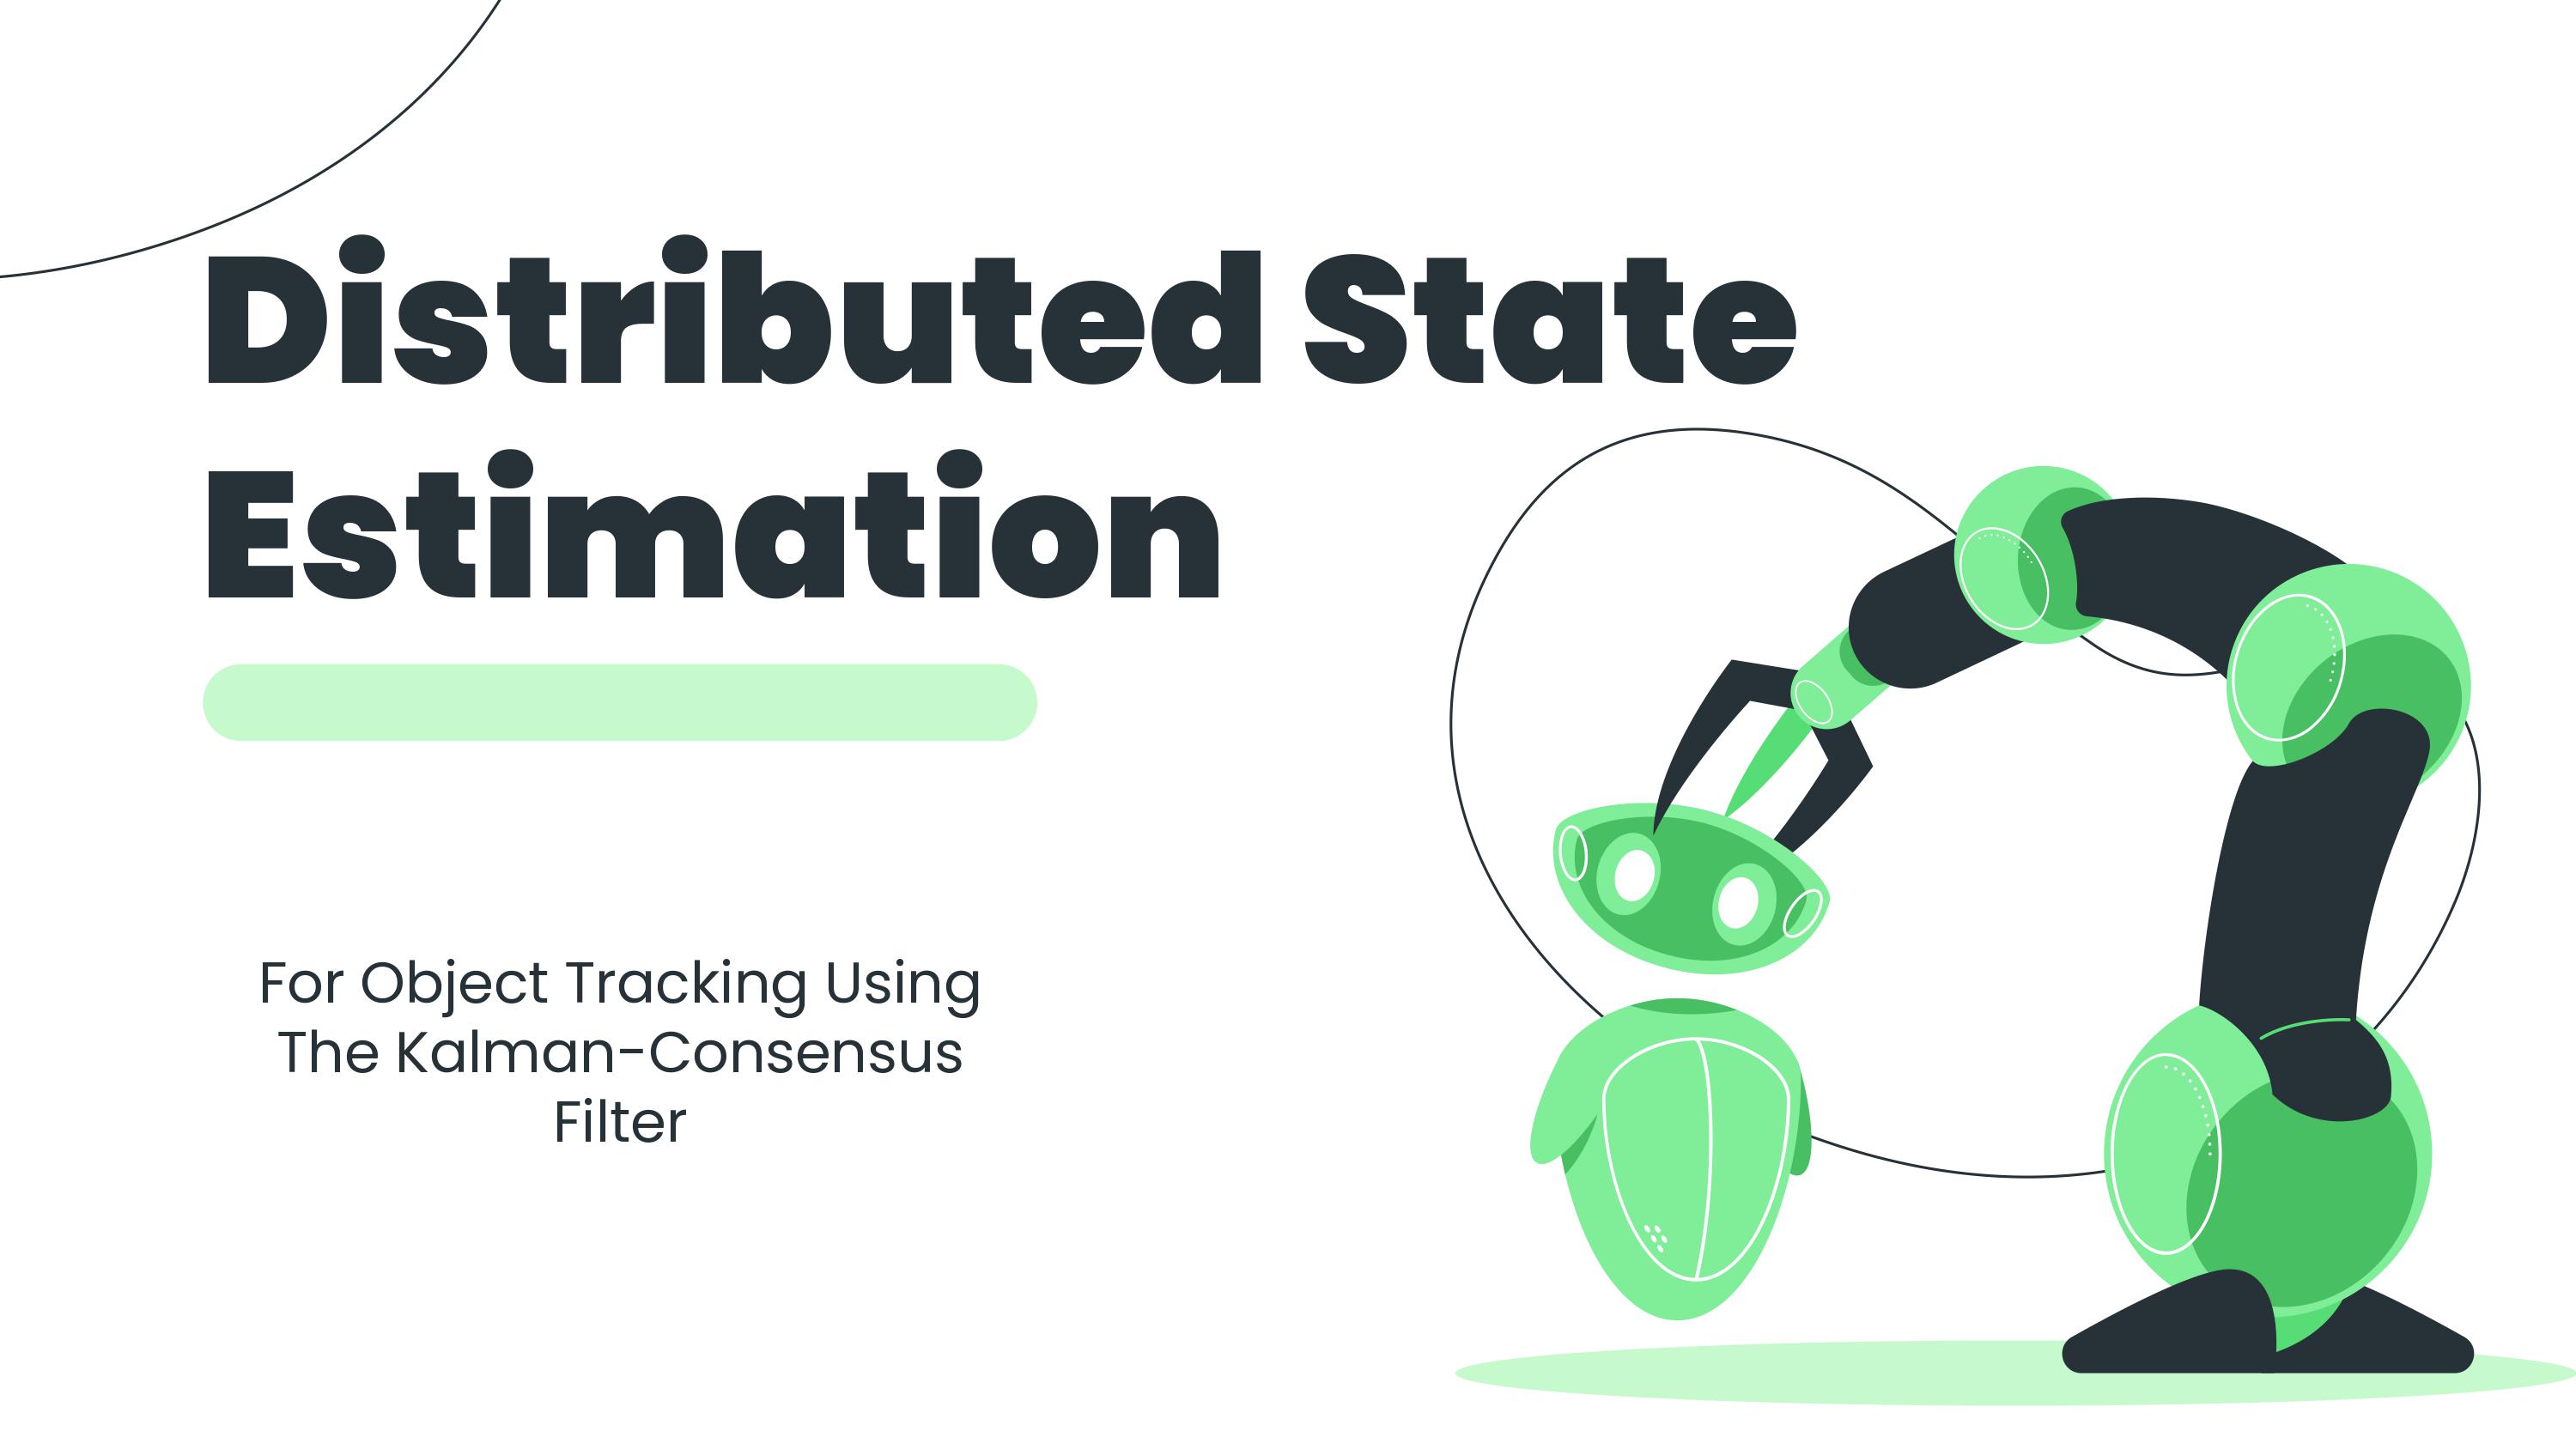 Distributed State
Estimation
For Object Tracking Using
The Kalman-Consensus
Filter